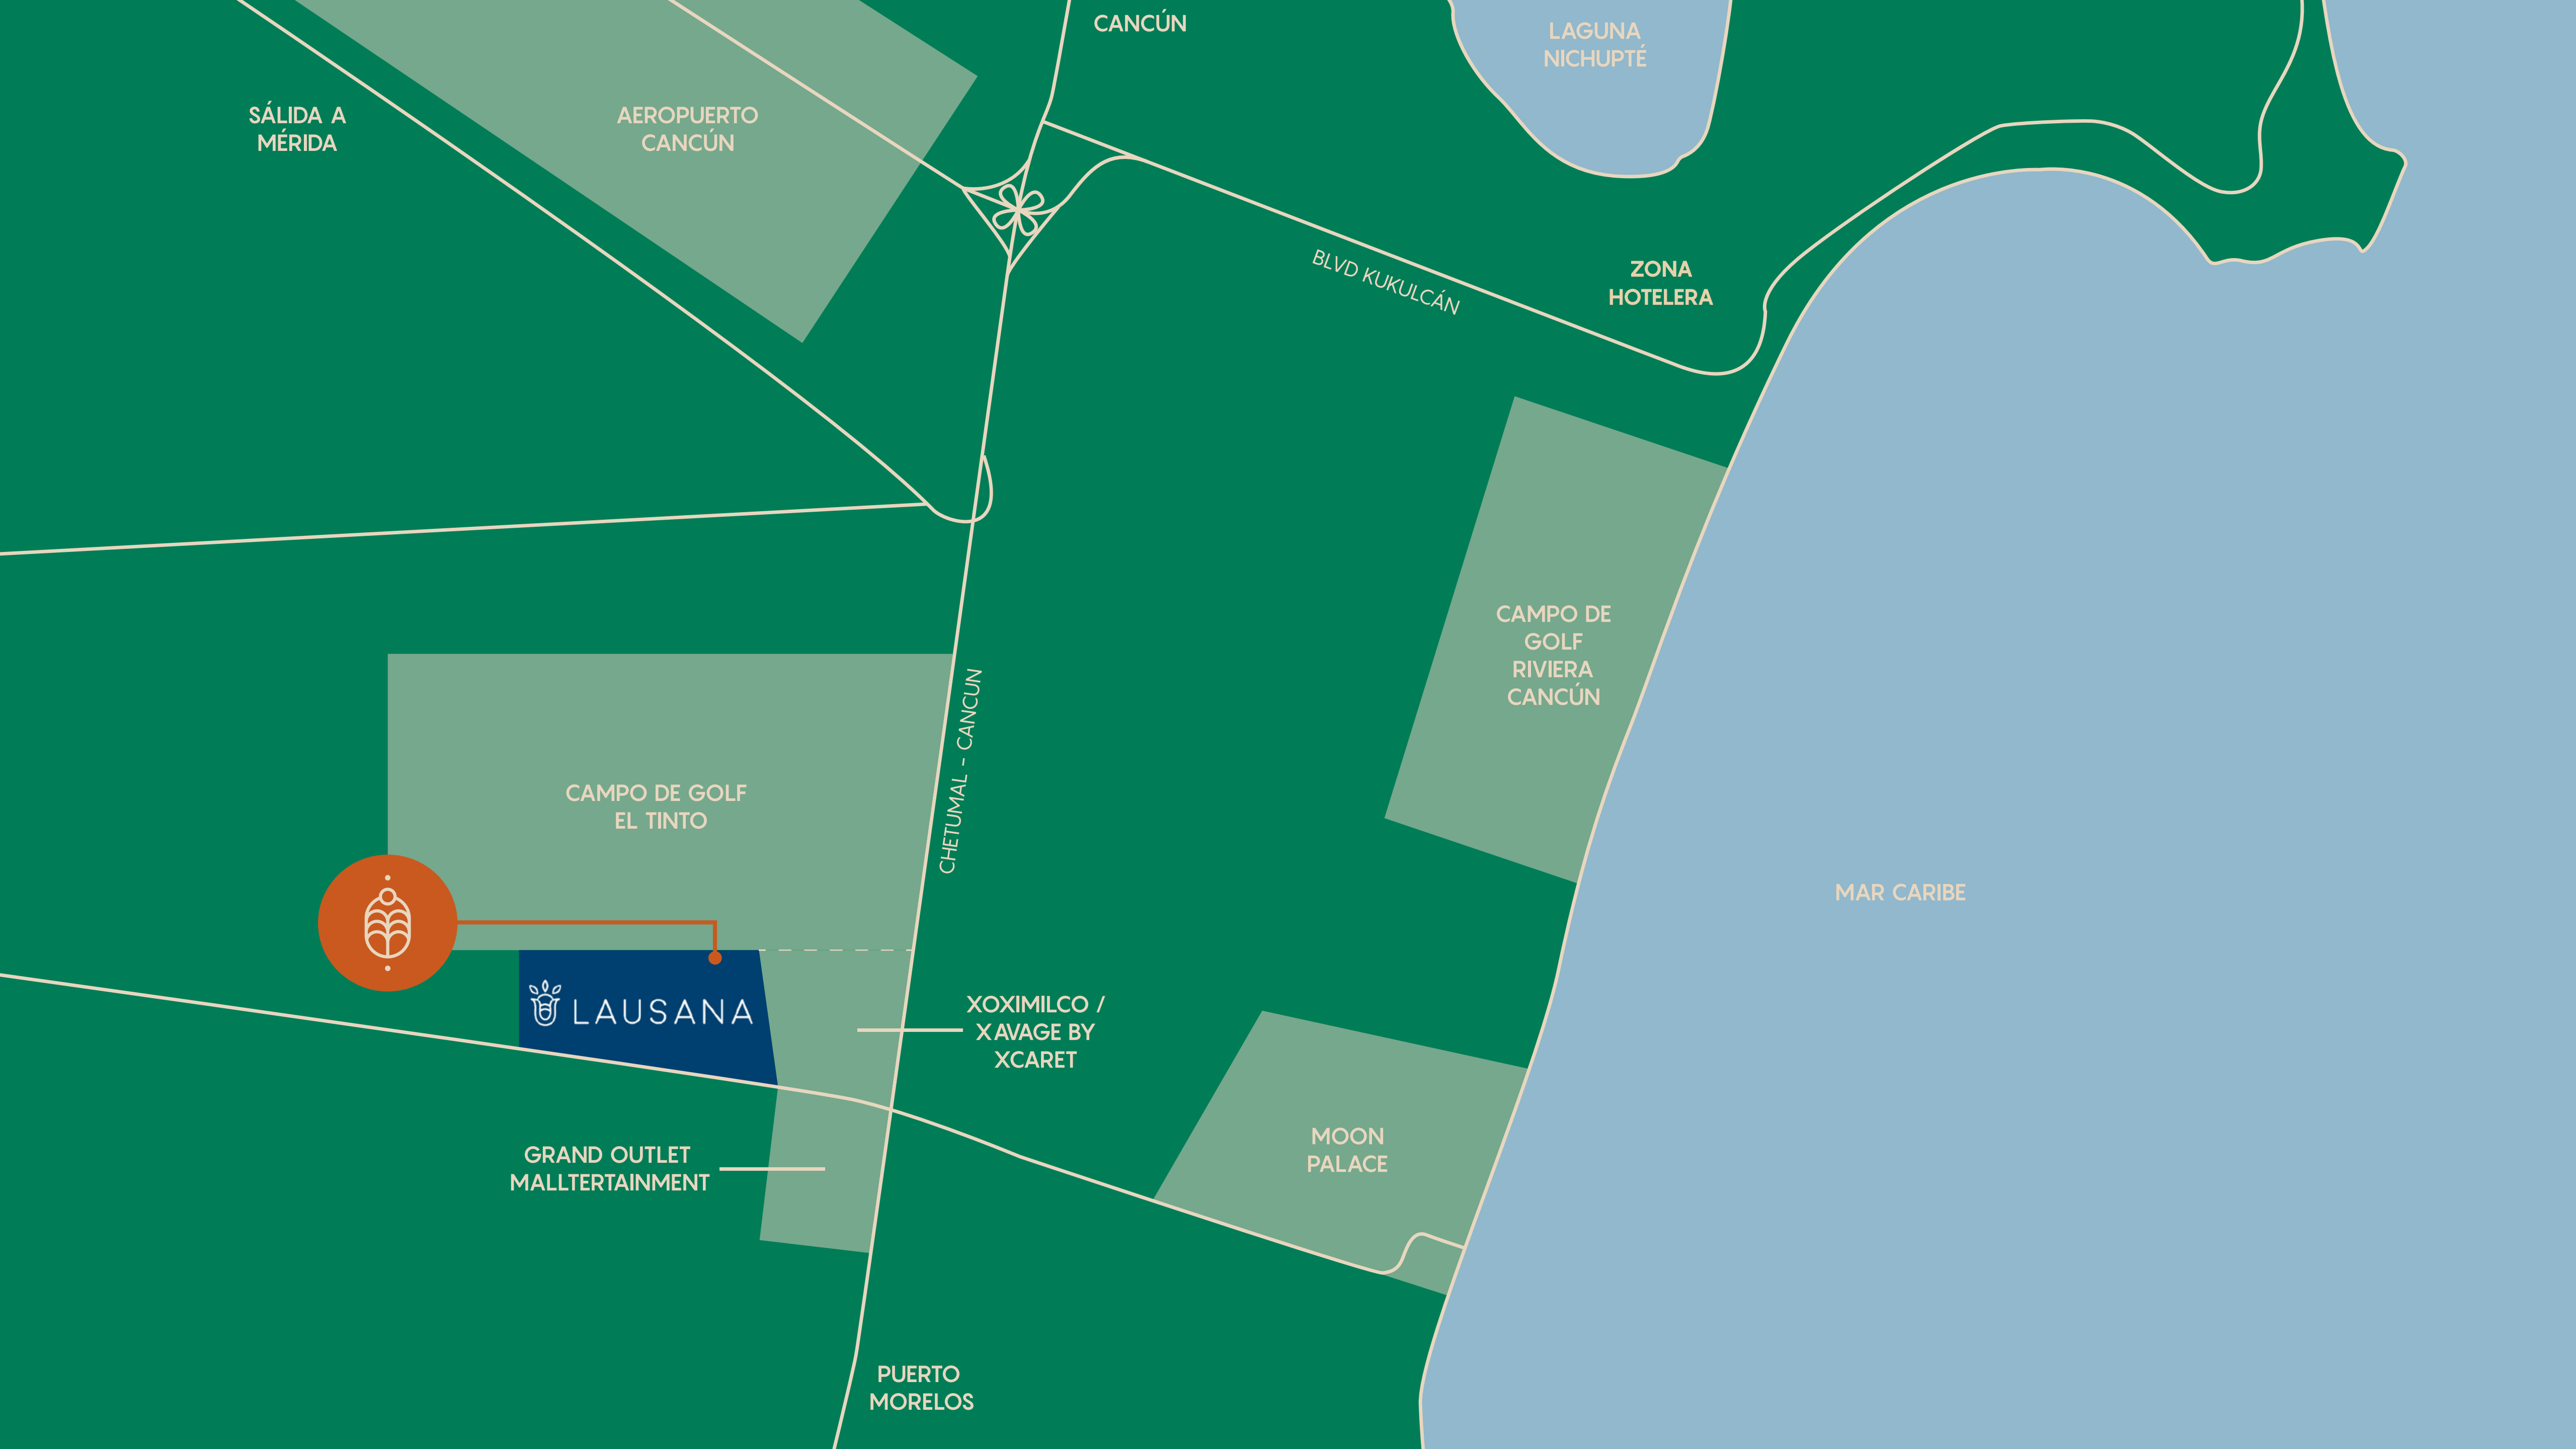 CANCÚN
LAGUNA
NICHUPTÉ
SÁLIDA A
MÉRIDA
AEROPUERTO
CANCÚN
BLVD KUKULCÁN
ZONA
HOTELERA
CAMPO DE
GOLF
RIVIERA
CANCÚN
CHETUMAL - CANCUN
CAMPO DE GOLF
EL TINTO
MAR CARIBE
LAUSANA
XOXIMILCO /
XAVAGE BY
XCARET
MOON
PALACE
GRAND OUTLET
MALLTERTAINMENT
PUERTO
MORELOS